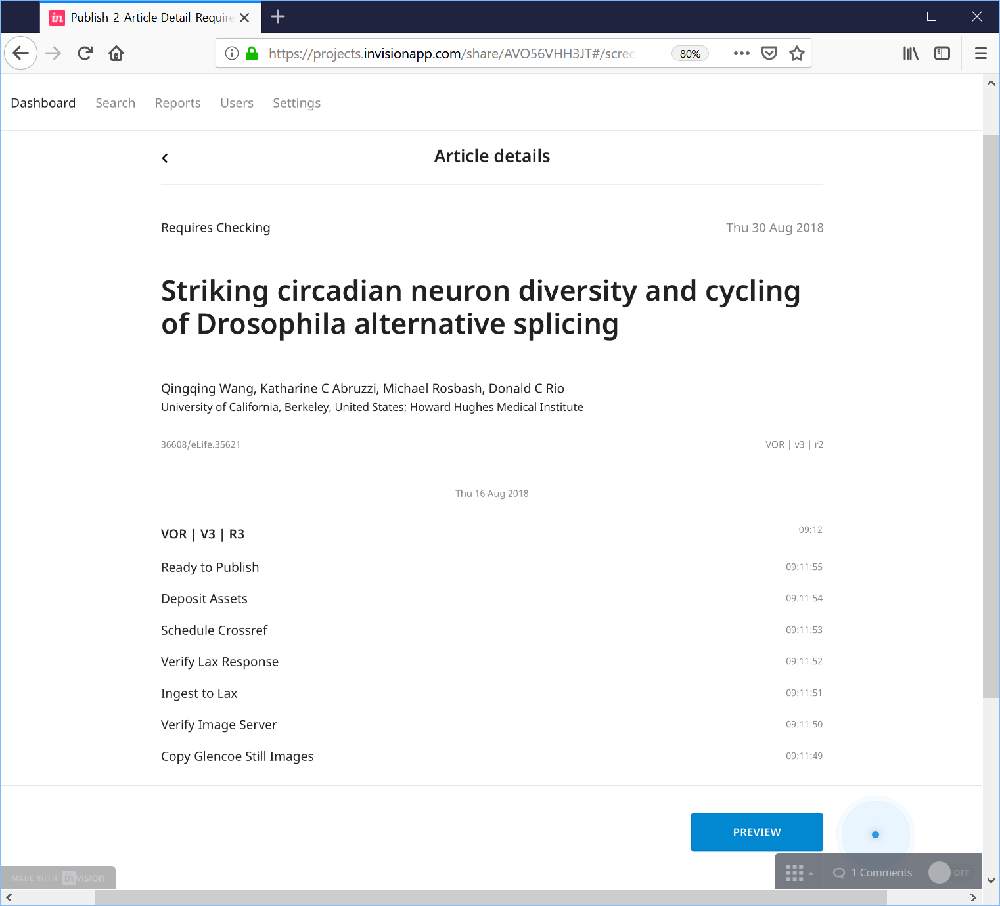 Publish-2-Article Detail-Require
https://projects.invisionapp.com/share/AVO56VHH3JT#/scree
80%
Dashboard Search Reports Users Settings
Article details
Requires Checking Thu 30 Aug 2018
Striking circadian neuron diversity and cycling
of Drosophila alternative splicing
Qingqing Wang, Katharine C Abruzzi, Michael Rosbash, Donald C Rio
University of California, Berkeley, United States; Howard Hughes Medical Institute
36608/eLife.35621 VOR | v3 | r2
Thu 16 Aug 2018
VOR | V3 | R3 09:12
Ready to Publish 09:11:55
Deposit Assets 09:11:54
Schedule Crossref 09:11:53
Verify Lax Response 09:11:52
Ingest to Lax 09:11:51
Verify Image Server 09:11:50
Copy Glencoe Still Images 09:11:49
PREVIEW
MADE WITH inVISION
1 Comments OFF